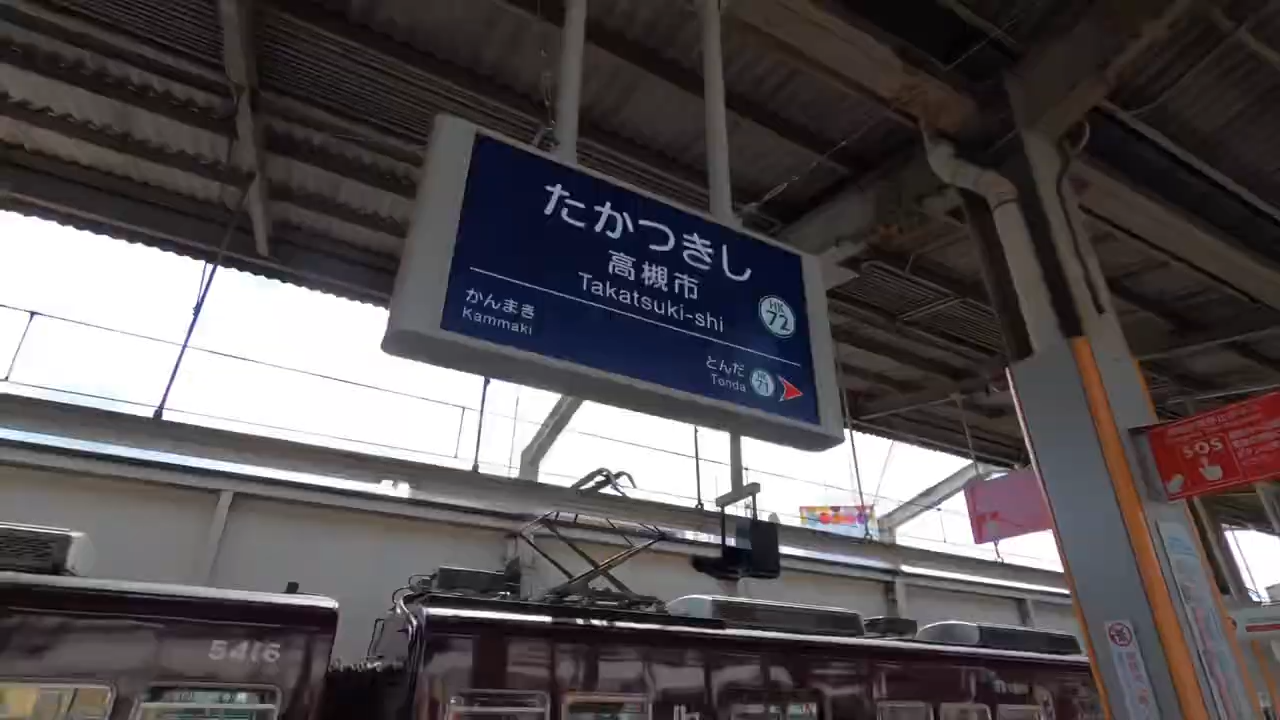 たかつきし
高槻市
Takatsuki-shi
HK
72
かんまき
Kammaki
とんだ
Tonda
HK
71
SOS
5416